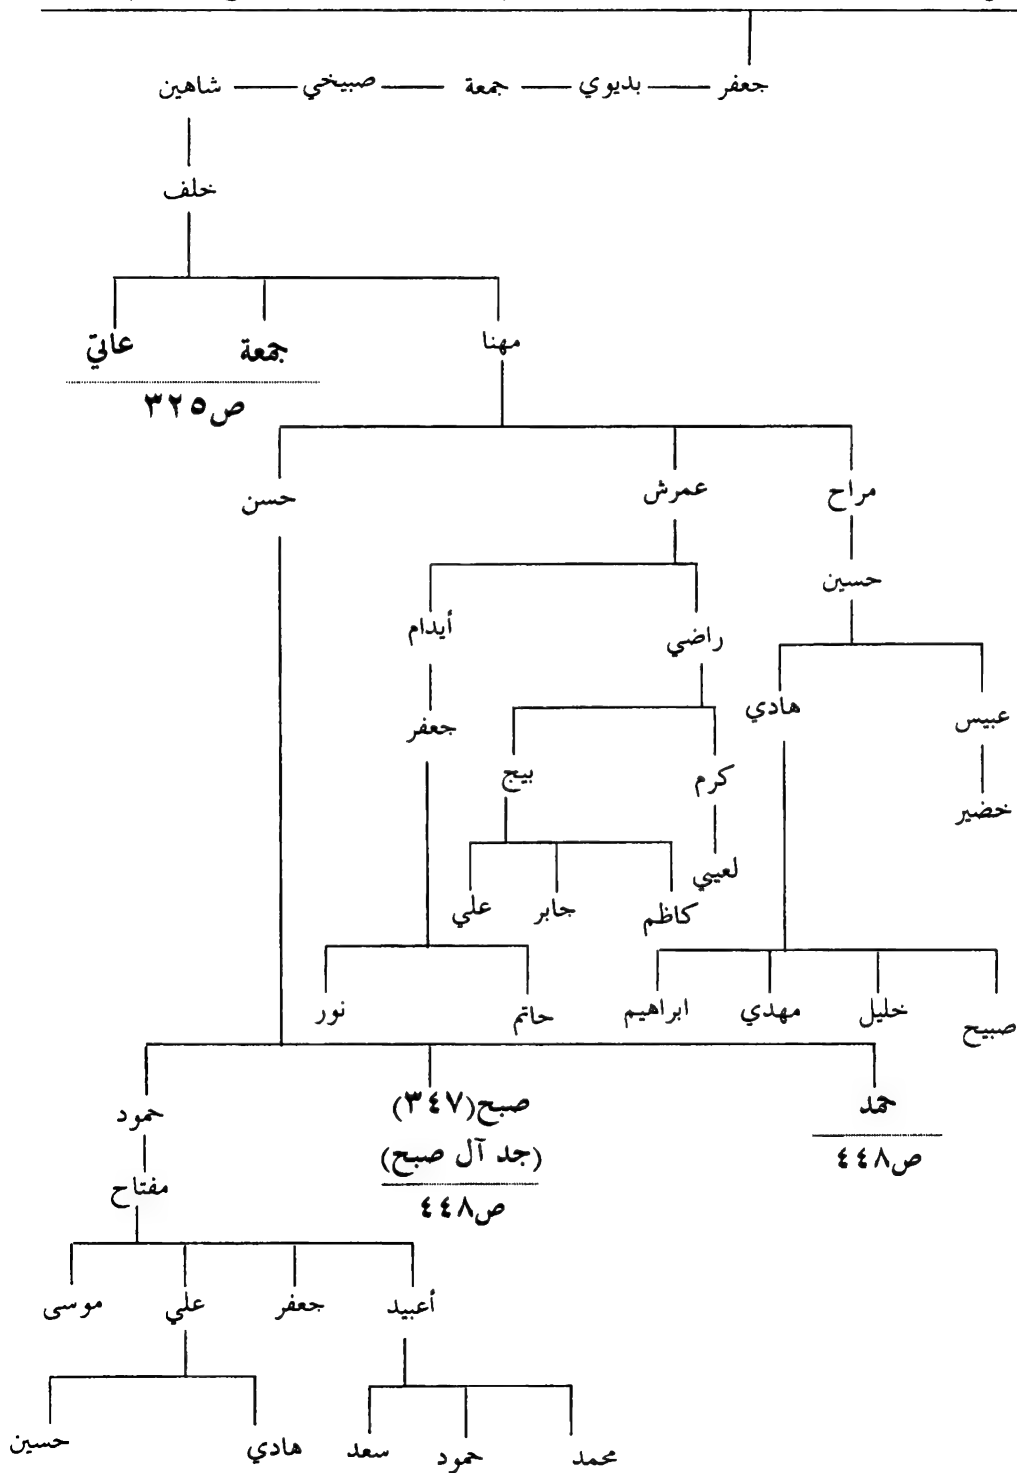 جعفر — بديوي — جمعة — صبيخي — شاهين
خلف
مهنا جمعة عاتي
ص٣٢٥
مراح عمرش حسن
حسين
راضي أيدام
هادي عبيس
جعفر
كرم بيج
خضير
لعيبي
كاظم جابر علي
صبيح خليل مهدي ابراهيم
حاتم نور
حمد صبح(٣٤٧) حمود
(جد آل صبح)
ص٤٤٨ ص٤٤٨
مفتاح
أعبيد جعفر علي موسى
محمد حمود سعد هادي حسين